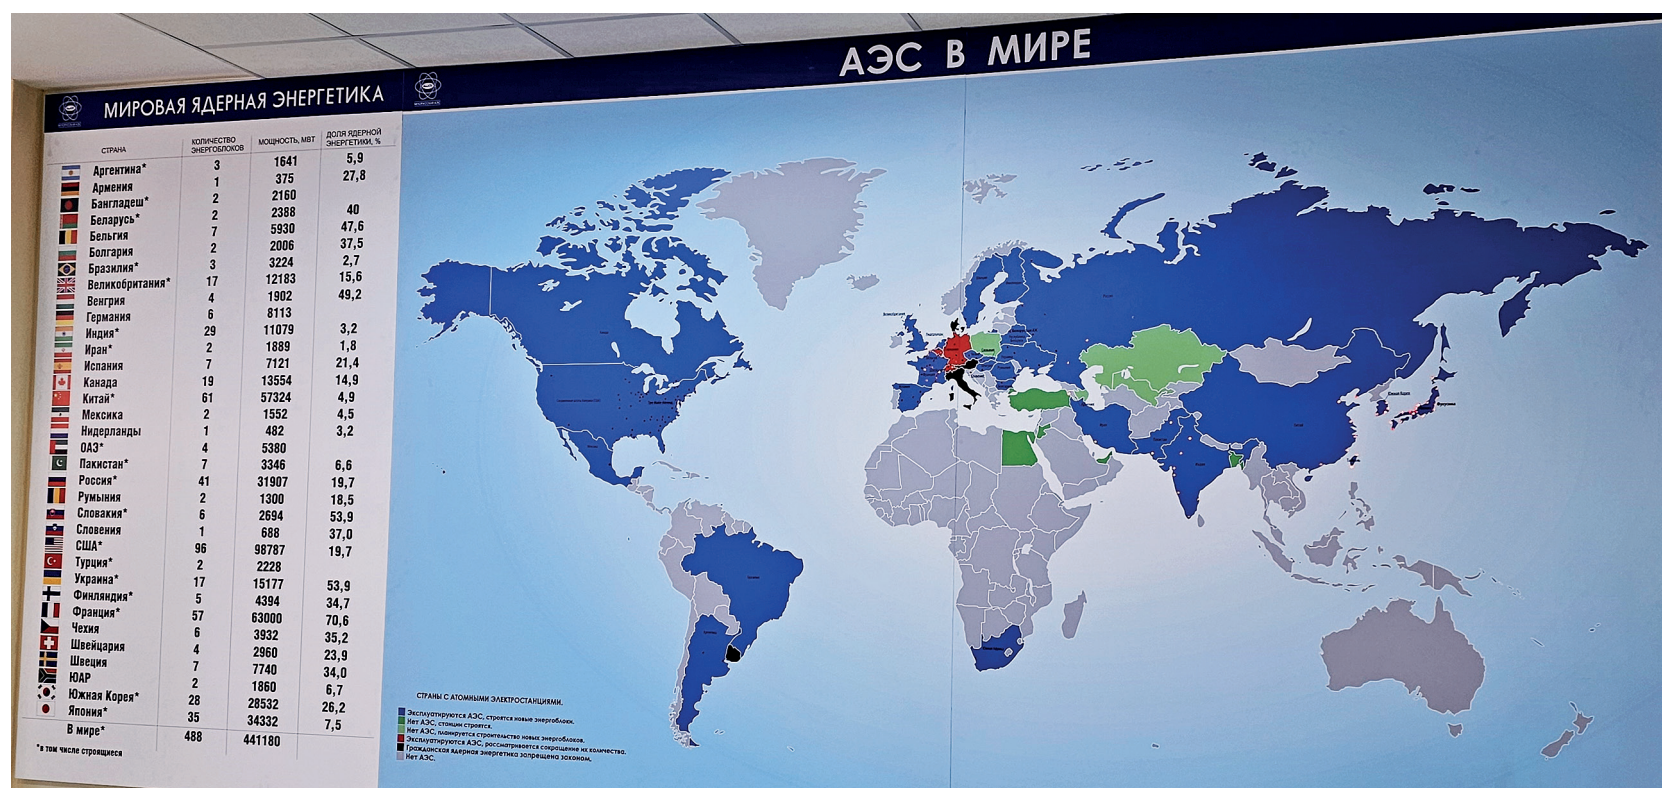 АЭС В МИРЕ
МИРОВАЯ ЯДЕРНАЯ ЭНЕРГЕТИКА
СТРАНА КОЛИЧЕСТВО ЭНЕРГОБЛОКОВ МОЩНОСТЬ, МВТ ДОЛЯ ЯДЕРНОЙ ЭНЕРГЕТИКИ, %
Аргентина* 3 1641 5,9
Армения 1 375 27,8
Бангладеш* 2 2160
Беларусь* 2 2388 40
Бельгия 7 5930 47,6
Болгария 2 2006 37,5
Бразилия* 3 3224 2,7
Великобритания* 17 12183 15,6
Венгрия 4 1902 49,2
Германия 6 8113
Индия* 29 11079 3,2
Иран* 2 1889 1,8
Испания 7 7121 21,4
Канада 19 13554 14,9
Китай* 61 57324 4,9
Мексика 2 1552 4,5
Нидерланды 1 482 3,2
ОАЭ* 4 5380
Пакистан* 7 3346 6,6
Россия* 41 31907 19,7
Румыния 2 1300 18,5
Словакия* 6 2694 53,9
Словения 1 688 37,0
США* 96 98787 19,7
Турция* 2 2228
Украина* 17 15177 53,9
Финляндия* 5 4394 34,7
Франция* 57 63000 70,6
Чехия 6 3932 35,2
Швейцария 4 2960 23,9
Швеция 7 7740 34,0
ЮАР 2 1860 6,7
Южная Корея* 28 28532 26,2
Япония* 35 34332 7,5
В мире* 488 441180
*в том числе строящиеся
СТРАНЫ С АТОМНЫМИ ЭЛЕКТРОСТАНЦИЯМИ.
Эксплуатируются АЭС, строятся новые энергоблоки.
Нет АЭС, станции строятся.
Нет АЭС, планируется строительство новых энергоблоков.
Эксплуатируются АЭС, рассматривается сокращение их количества.
Гражданская ядерная энергетика запрещена законом.
Нет АЭС.